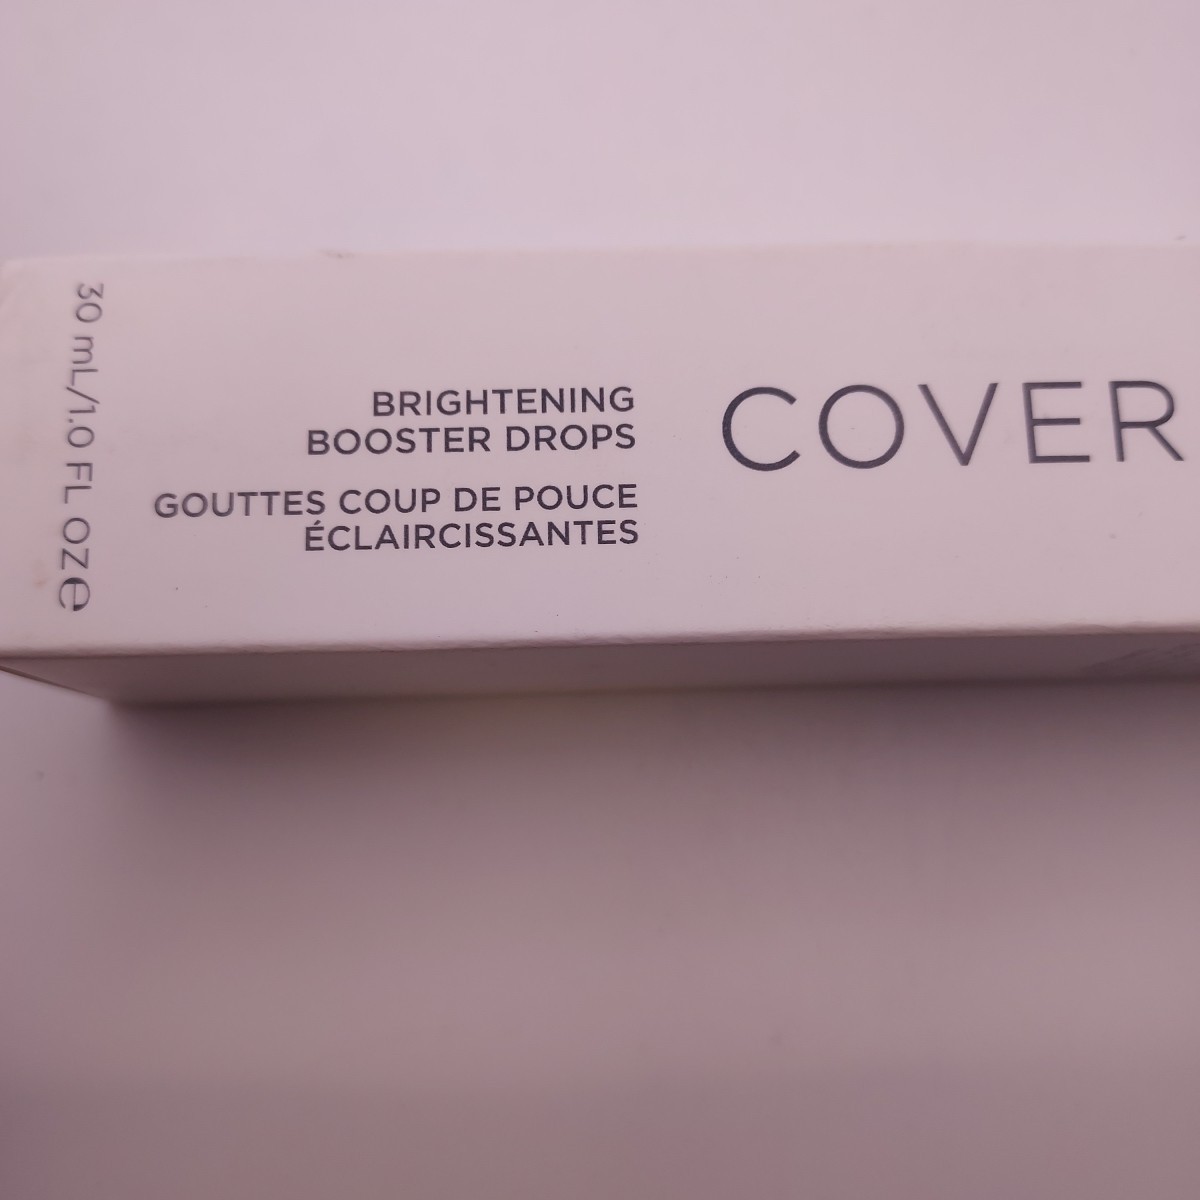 30 mL/1.0 FL OZ e
BRIGHTENING
BOOSTER DROPS
GOUTTES COUP DE POUCE
ÉCLAIRCISSANTES
COVER